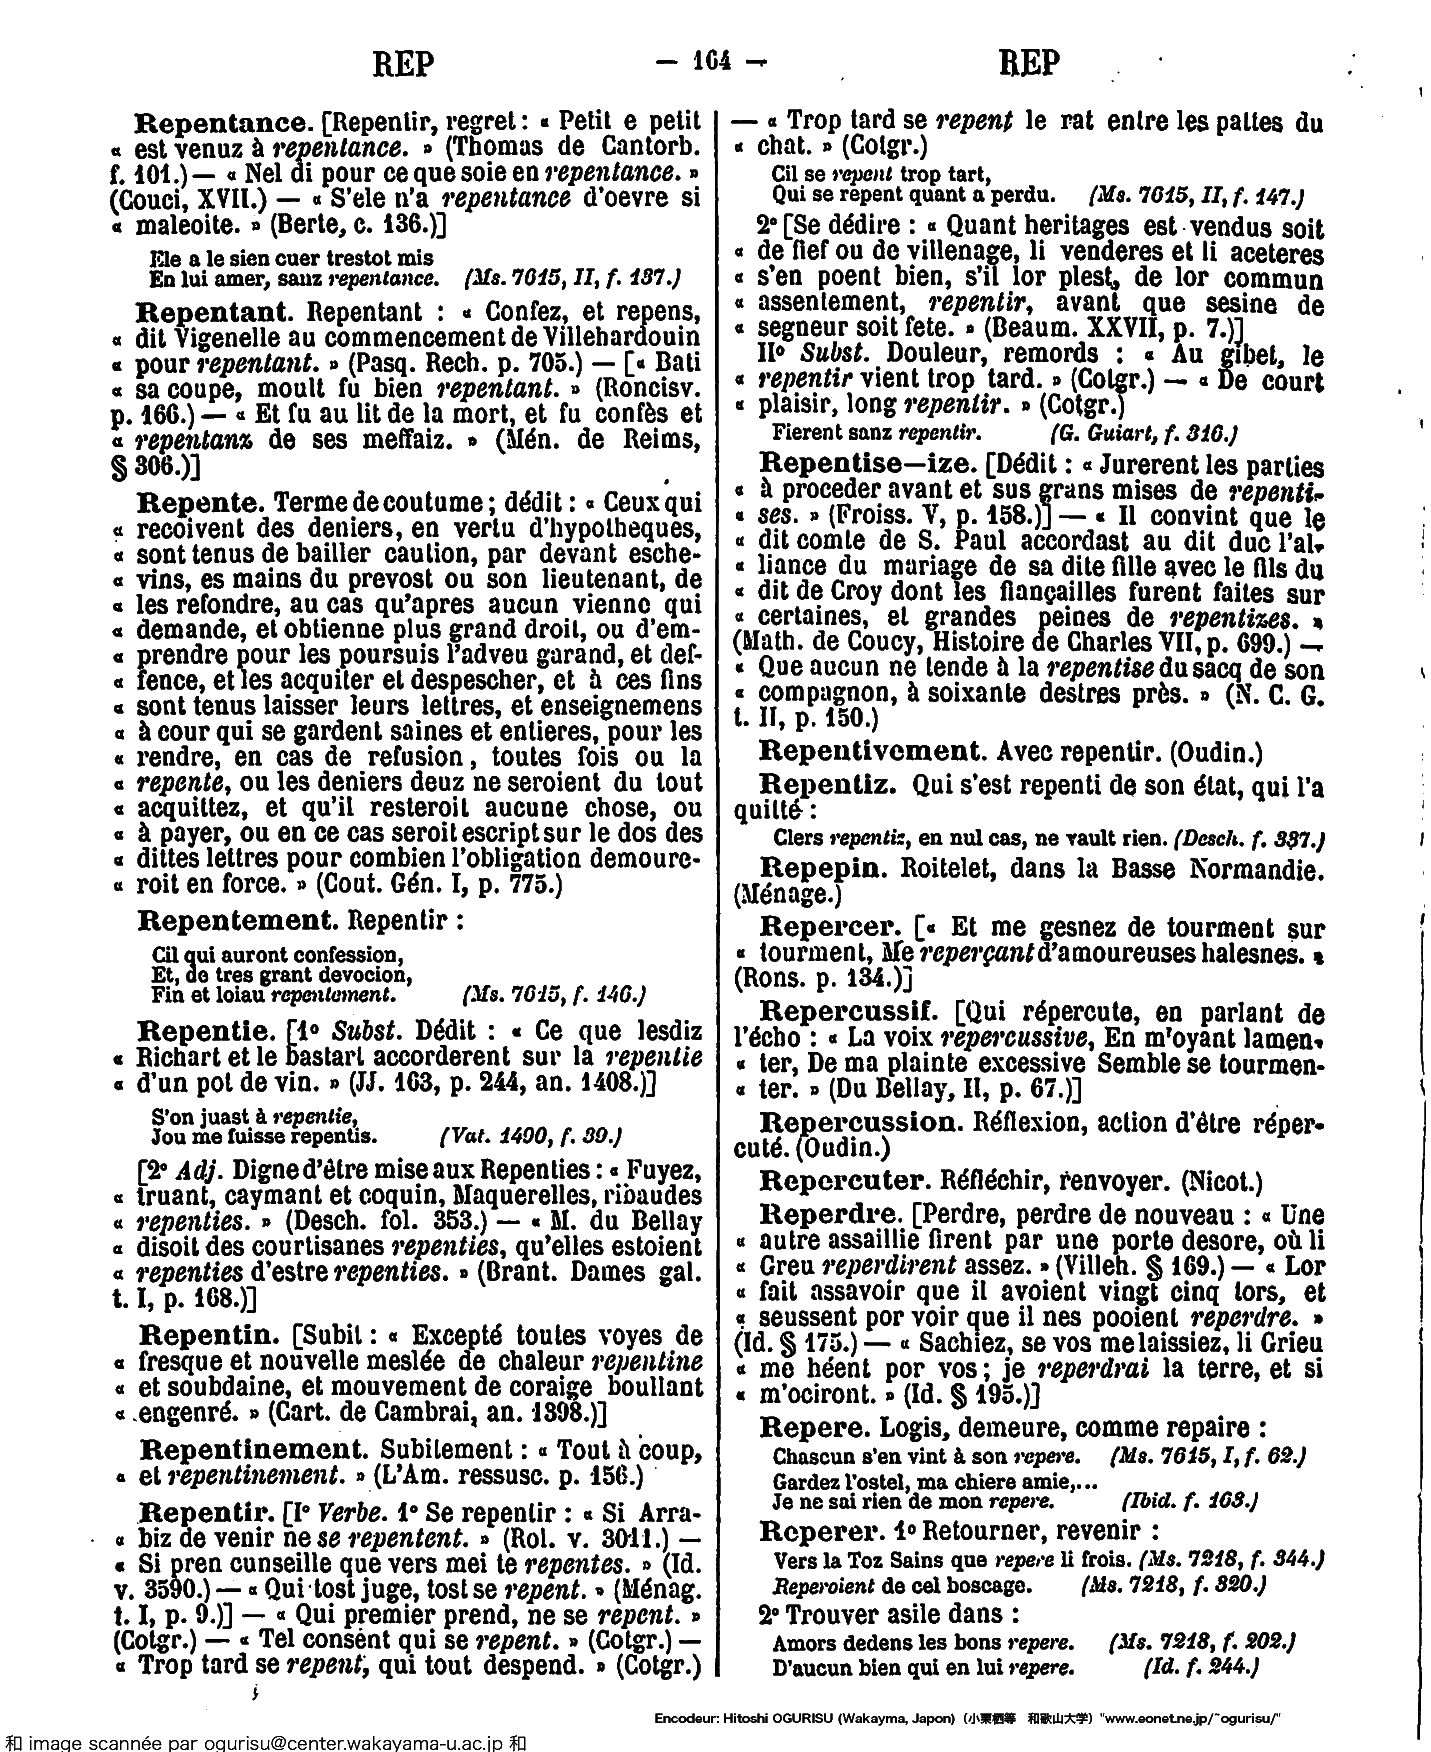 REP — 164 — REP
Repentance. [Repentir, regret : « Petit e petit
« est venuz à repentance. » (Thomas de Cantorb.
f. 101.) — « Nel di pour ce que soie en repentance. »
(Couci, XVII.) — « S'ele n'a repentance d'oevre si
« maleoite. » (Berte, c. 136.)]
Ele a le sien cuer trestot mis
En lui amer, sanz repentance. (Ms. 7615, II, f. 137.)
Repentant. Repentant : « Confez, et repens,
« dit Vigenelle au commencement de Villehardouin
« pour repentant. » (Pasq. Rech. p. 705.) — [« Bati
« sa coupe, moult fu bien repentant. » (Roncisv.
p. 166.) — « Et fu au lit de la mort, et fu confès et
« repentanz de ses meffaiz. » (Mén. de Reims,
§ 306.)]
Repente. Terme de coutume ; dédit : « Ceux qui
« recoivent des deniers, en vertu d'hypotheques,
« sont tenus de bailler caution, par devant esche-
« vins, es mains du prevost ou son lieutenant, de
« les refondre, au cas qu'apres aucun vienne qui
« demande, et obtienne plus grand droit, ou d'em-
« prendre pour les poursuis l'adveu garand, et def-
« fence, et les acquiter et despescher, et à ces fins
« sont tenus laisser leurs lettres, et enseignemens
« à cour qui se gardent saines et entieres, pour les
« rendre, en cas de refusion, toutes fois ou la
« repente, ou les deniers deuz ne seroient du tout
« acquittez, et qu'il resteroit aucune chose, ou
« à payer, ou en ce cas seroit escript sur le dos des
« dittes lettres pour combien l'obligation demoure-
« roit en force. » (Cout. Gén. I, p. 775.)
Repentement. Repentir :
Cil qui auront confession,
Et, de tres grant devocion,
Fin et loiau repentement. (Ms. 7615, f. 146.)
Repentie. [1º Subst. Dédit : « Ce que lesdiz
« Richart et le bastart accorderent sur la repentie
« d'un pot de vin. » (JJ. 163, p. 244, an. 1408.)]
S'on juast à repentie,
Jou me fuisse repentis. (Vat. 1490, f. 39.)
[2º Adj. Digne d'être mise aux Repenties : « Fuyez,
« truant, caymant et coquin, Maquerelles, ribaudes
« repenties. » (Desch. fol. 353.) — « M. du Bellay
« disoit des courtisanes repenties, qu'elles estoient
« repenties d'estre repenties. » (Brant. Dames gal.
t. I, p. 168.)]
Repentin. [Subit : « Excepté toutes voyes de
« fresque et nouvelle meslée de chaleur repentine
« et soubdaine, et mouvement de coraige boullant
« engenré. » (Cart. de Cambrai, an. 1398.)]
Repentinement. Subitement : « Tout à coup,
« et repentinement. » (L'Am. ressusc. p. 156.)
Repentir. [Iº Verbe. 1º Se repentir : « Si Arra-
« biz de venir ne se repentent. » (Rol. v. 3011.) —
« Si pren cunseille que vers mei te repentes. » (Id.
v. 3590.) — « Qui tost juge, tost se repent. » (Ménag.
t. I, p. 9.)] — « Qui premier prend, ne se repent. »
(Cotgr.) — « Tel consent qui se repent. » (Cotgr.) —
« Trop tard se repent, qui tout despend. » (Cotgr.)
— « Trop tard se repent le rat entre les pattes du
« chat. » (Cotgr.)
Cil se repent trop tart,
Qui se repent quant a perdu. (Ms. 7615, II, f. 147.)
2º [Se dédire : « Quant heritages est vendus soit
« de fief ou de villenage, li venderes et li aceteres
« s'en poent bien, s'il lor plest, de lor commun
« assentement, repentir, avant que sesine de
« segneur soit fete. » (Beaum. XXVII, p. 7.)]
IIº Subst. Douleur, remords : « Au gibet, le
« repentir vient trop tard. » (Cotgr.) — « De court
« plaisir, long repentir. » (Cotgr.)
Fierent sanz repentir. (G. Guiart, f. 316.)
Repentise—ize. [Dédit : « Jurerent les parties
« à proceder avant et sus grans mises de repenti-
« ses. » (Froiss. V, p. 158.)] — « Il convint que le
« dit comte de S. Paul accordast au dit duc l'al-
« liance du mariage de sa dite fille avec le fils du
« dit de Croy dont les fiançailles furent faites sur
« certaines, et grandes peines de repentizes. »
(Math. de Coucy, Histoire de Charles VII, p. 699.) —
« Que aucun ne tende à la repentise du sacq de son
« compagnon, à soixante destres près. » (N. C. G.
t. II, p. 150.)
Repentivement. Avec repentir. (Oudin.)
Repentiz. Qui s'est repenti de son état, qui l'a
quitté :
Clers repentiz, en nul cas, ne vault rien. (Desch. f. 337.)
Repepin. Roitelet, dans la Basse Normandie.
(Ménage.)
Repercer. [« Et me gesnez de tourment sur
« tourment, Me reperçant d'amoureuses halesnes. »
(Rons. p. 134.)]
Repercussif. [Qui répercute, en parlant de
l'écho : « La voix repercussive, En m'oyant lamen-
« ter, De ma plainte excessive Semble se tourmen-
« ter. » (Du Bellay, II, p. 67.)]
Repercussion. Réflexion, action d'être réper-
cuté. (Oudin.)
Repercuter. Réfléchir, renvoyer. (Nicot.)
Reperdre. [Perdre, perdre de nouveau : « Une
« autre assaillie firent par une porte desore, où li
« Greu reperdirent assez. » (Villeh. § 169.) — « Lor
« fait assavoir que il avoient vingt cinq tors, et
« seussent por voir que il nes pooient reperdre. »
(Id. § 175.) — « Sachiez, se vos me laissiez, li Grieu
« me héent por vos ; je reperdrai la terre, et si
« m'ociront. » (Id. § 195.)]
Repere. Logis, demeure, comme repaire :
Chascun s'en vint à son repere. (Ms. 7615, I, f. 62.)
Gardez l'ostel, ma chiere amie,...
Je ne sai rien de mon repere. (Ibid. f. 163.)
Reperer. 1º Retourner, revenir :
Vers la Toz Sains que repere li frois. (Ms. 7218, f. 344.)
Reperoient de cel boscage. (Ms. 7218, f. 320.)
2º Trouver asile dans :
Amors dedens les bons repere. (Ms. 7218, f. 202.)
D'aucun bien qui en lui repere. (Id. f. 244.)
Encodeur: Hitoshi OGURISU (Wakayma, Japon) (小栗栖等 和歌山大学) "www.eonet.ne.jp/~ogurisu/"
和 image scannée par ogurisu@center.wakayama-u.ac.jp 和